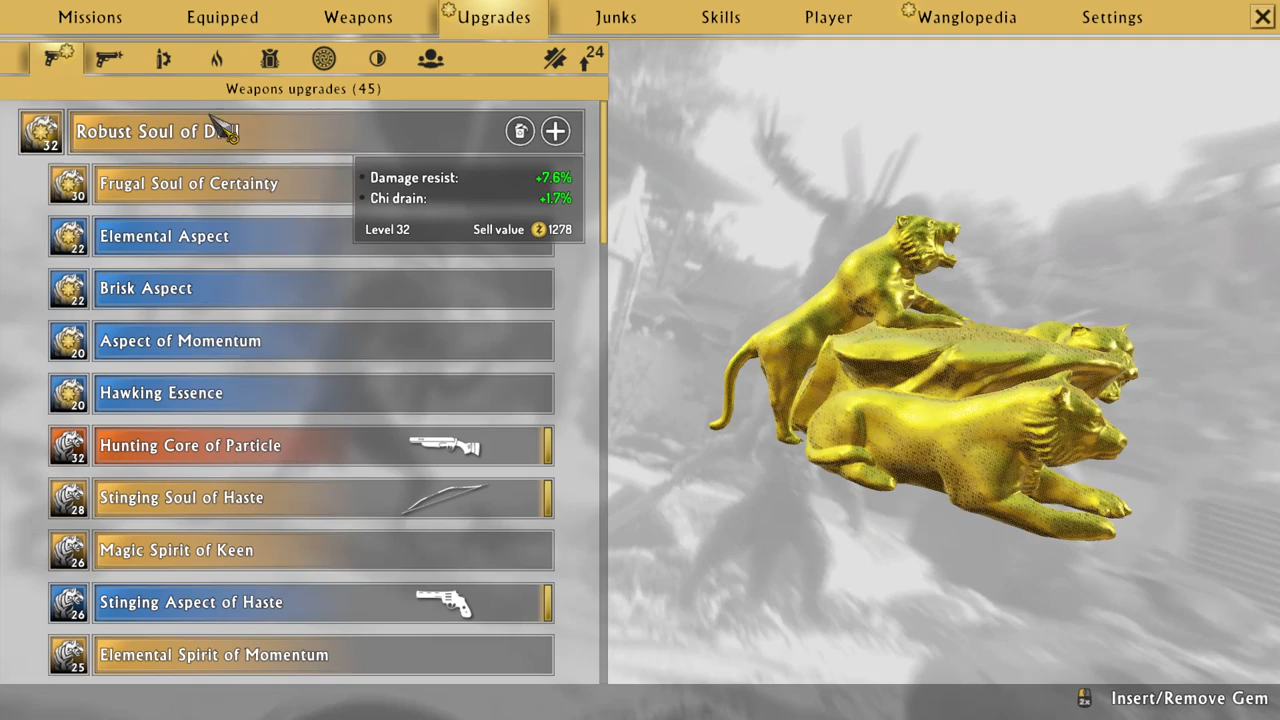 Missions Equipped Weapons Upgrades Junks Skills Player Wanglopedia Settings
24
Weapons upgrades (45)
32 Robust Soul of
Damage resist: +7.6%
Chi drain: +1.7%
Level 32 Sell value 1278
30 Frugal Soul of Certainty
22 Elemental Aspect
22 Brisk Aspect
20 Aspect of Momentum
20 Hawking Essence
32 Hunting Core of Particle
28 Stinging Soul of Haste
26 Magic Spirit of Keen
26 Stinging Aspect of Haste
25 Elemental Spirit of Momentum
2x Insert/Remove Gem